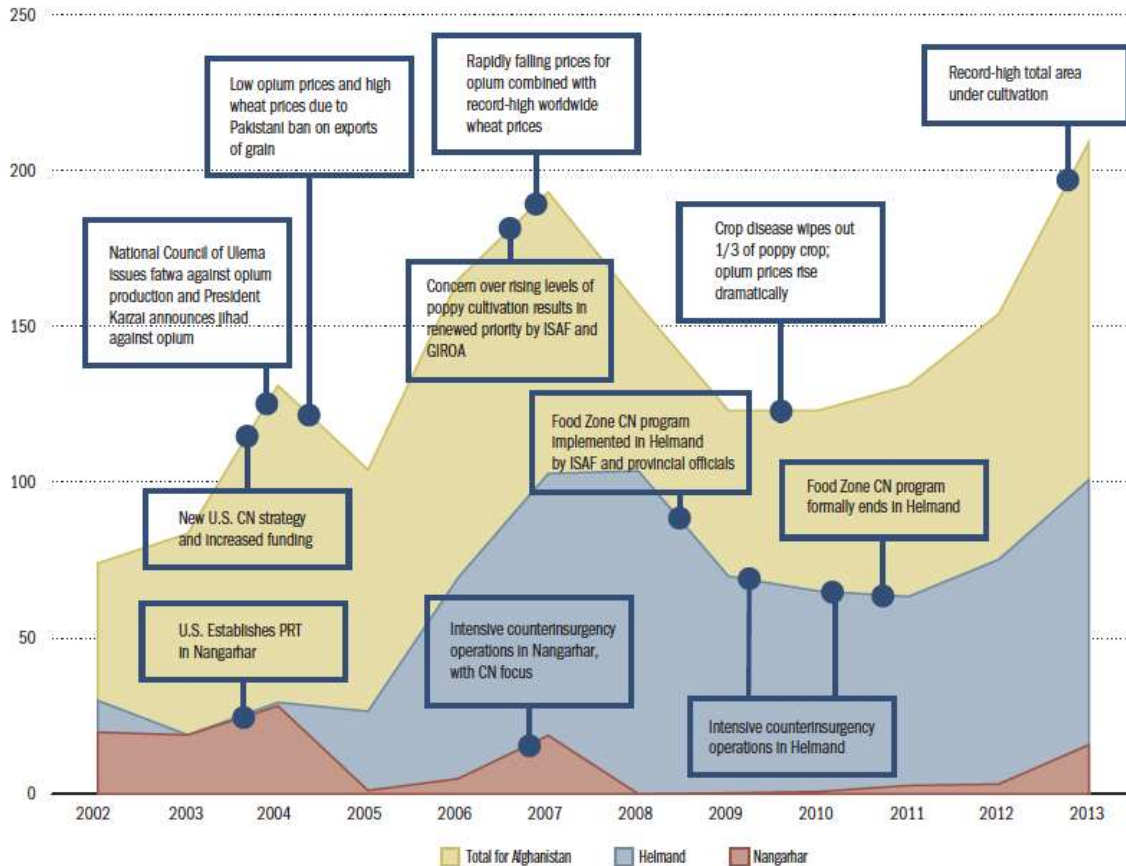 250
200
150
100
50
0
Low opium prices and high
wheat prices due to
Pakistani ban on exports
of grain
Rapidly falling prices for
opium combined with
record-high worldwide
wheat prices
Record-high total area
under cultivation
National Council of Ulema
issues fatwa against opium
production and President
Karzai announces jihad
against opium
Concern over rising levels of
poppy cultivation results in
renewed priority by ISAF and
GIROA
Crop disease wipes out
1/3 of poppy crop;
opium prices rise
dramatically
Food Zone CN program
implemented in Helmand
by ISAF and provincial officials
Food Zone CN program
formally ends in Helmand
New U.S. CN strategy
and increased funding
U.S. Establishes PRT
in Nangarhar
Intensive counterinsurgency
operations in Nangarhar,
with CN focus
Intensive counterinsurgency
operations in Helmand
2002 2003 2004 2005 2006 2007 2008 2009 2010 2011 2012 2013
Total for Afghanistan Helmand Nangarhar